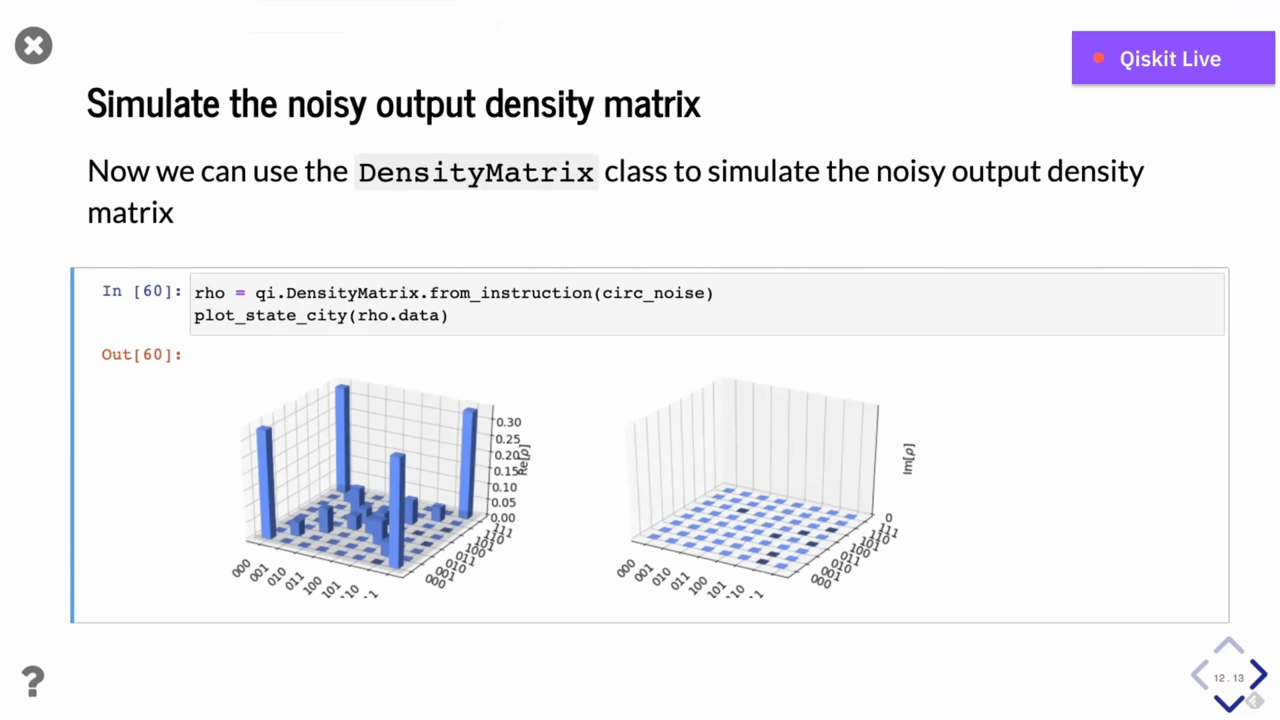 Qiskit Live
Simulate the noisy output density matrix
Now we can use the DensityMatrix class to simulate the noisy output density
matrix
In [60]:
rho = qi.DensityMatrix.from_instruction(circ_noise)
plot_state_city(rho.data)
Out[60]:
0.30
0.25
0.20
0.15
0.10
0.05
0.00
Re[ρ]
000
001
010
011
100
101
Im[ρ]
0
000
001
010
011
100
101
?
12.13